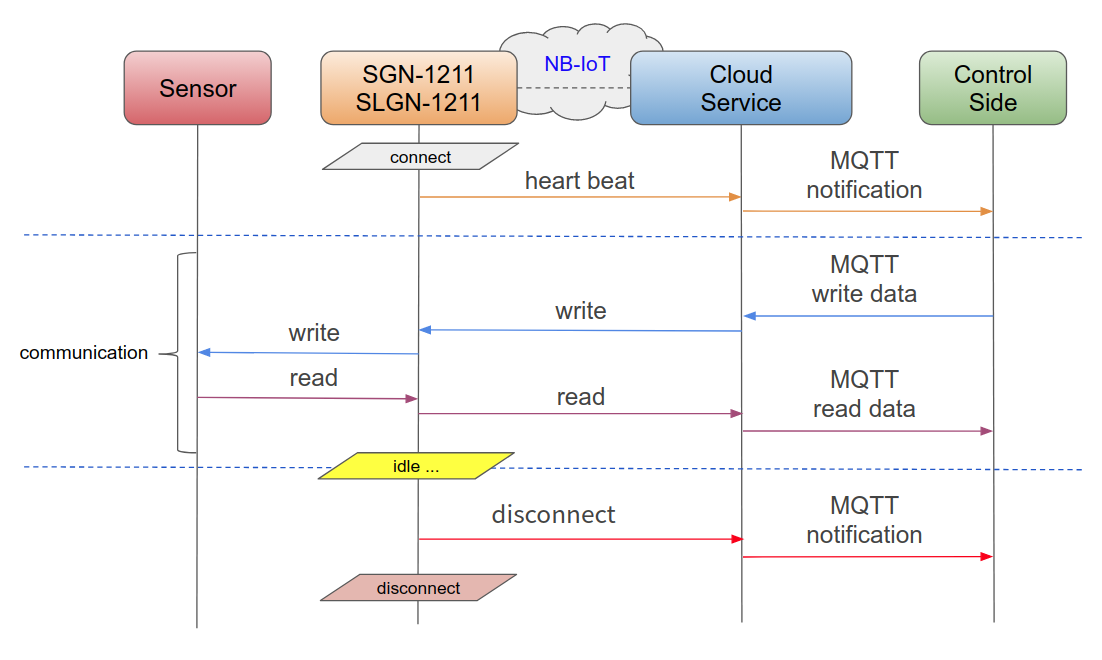 Sensor
SGN-1211
SLGN-1211
NB-IoT
Cloud
Service
Control
Side
connect
heart beat
MQTT
notification
MQTT
write data
write
write
communication
read
read
MQTT
read data
idle ...
disconnect
MQTT
notification
disconnect